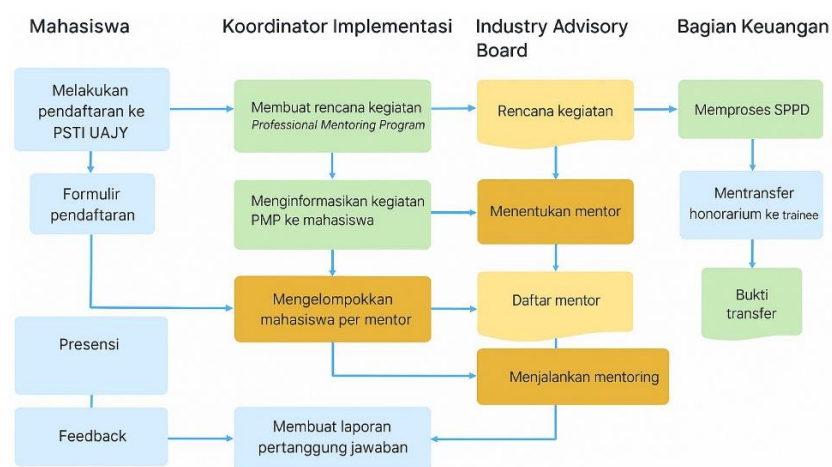 Mahasiswa
Koordinator Implementasi
Industry Advisory
Board
Bagian Keuangan
Melakukan
pendaftaran ke
PSTI UAJY
Membuat rencana kegiatan
Professional Mentoring Program
Rencana kegiatan
Memproses SPPD
Formulir
pendaftaran
Menginformasikan kegiatan
PMP ke mahasiswa
Menentukan mentor
Mentransfer
honorarium ke trainee
Mengelompokkan
mahasiswa per mentor
Daftar mentor
Bukti
transfer
Presensi
Menjalankan mentoring
Feedback
Membuat laporan
pertanggung jawaban